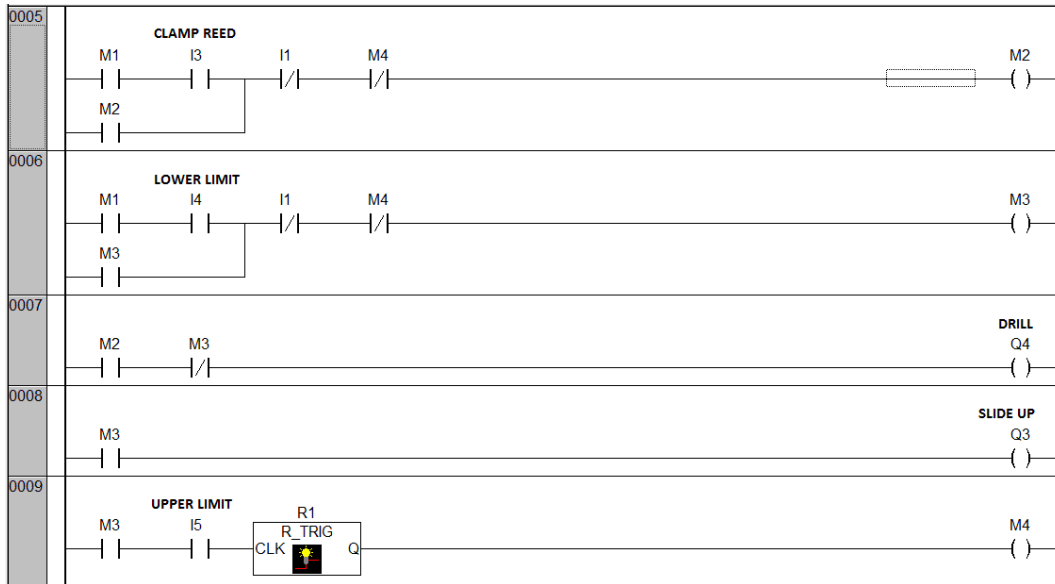 0005
CLAMP REED
M1 I3 I1 M4 M2
M2
0006
LOWER LIMIT
M1 I4 I1 M4 M3
M3
0007
DRILL
M2 M3 Q4
0008
SLIDE UP
M3 Q3
0009
UPPER LIMIT
M3 I5 R1 M4
R_TRIG
CLK Q